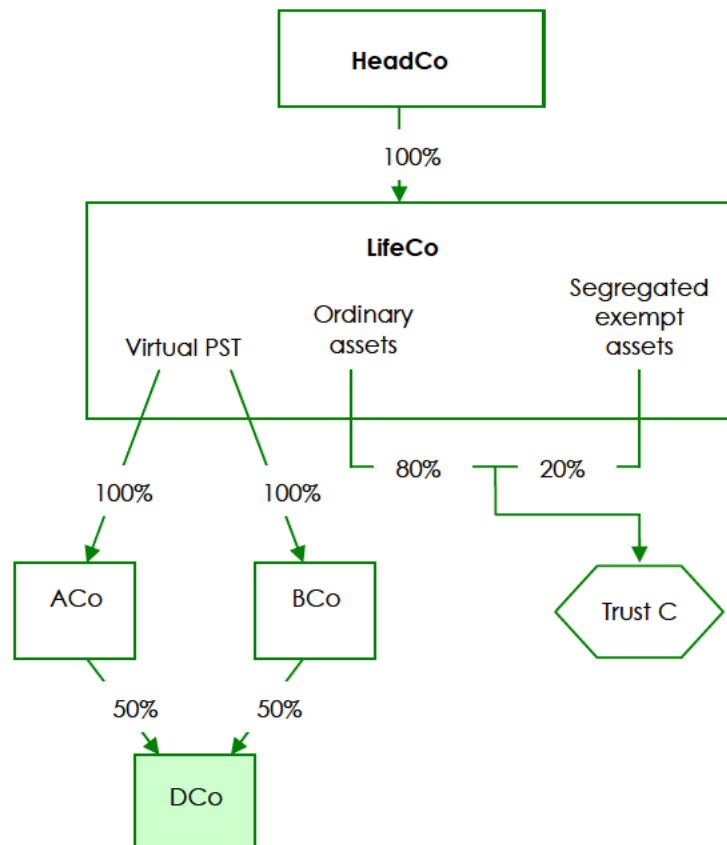 HeadCo
100%
LifeCo
Segregated
exempt
assets
Ordinary
assets
Virtual PST
80%
20%
100%
100%
ACo
BCo
Trust C
50%
50%
DCo